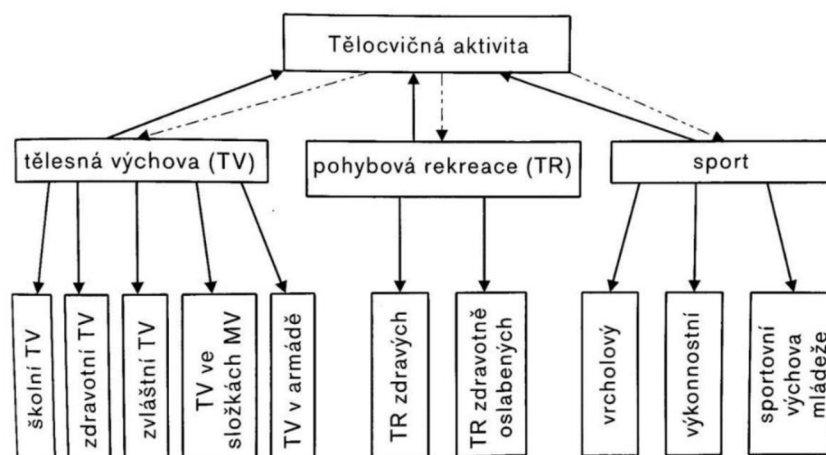 Tělocvičná aktivita
tělesná výchova (TV)
pohybová rekreace (TR)
sport
školní TV
zdravotní TV
zvláštní TV
TV ve
složkách MV
TV v armádě
TR zdravých
TR zdravotně
oslabených
vrcholový
výkonnostní
sportovní
výchova
mládeže